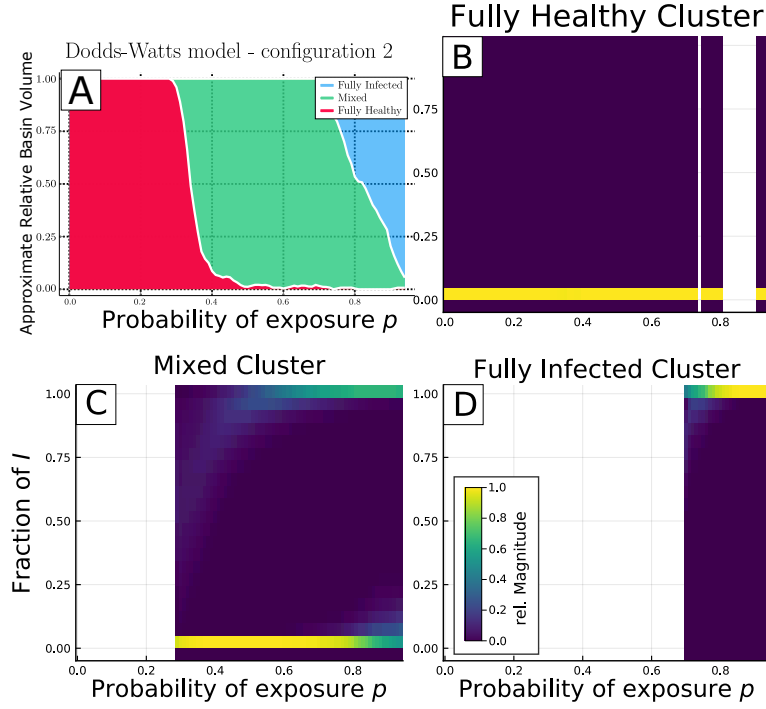 Fully Healthy Cluster
Dodds-Watts model - configuration 2
A
Fully Infected
Mixed
Fully Healthy
Approximate Relative Basin Volume
1.00
0.75
0.50
0.25
0.00
0.0
0.2
0.4
0.6
0.8
Probability of exposure p
B
0.75
0.50
0.25
0.00
0.0
0.2
0.4
0.6
0.8
Probability of exposure p
Mixed Cluster
C
Fraction of I
1.00
0.75
0.50
0.25
0.00
0.0
0.2
0.4
0.6
0.8
Probability of exposure p
Fully Infected Cluster
D
1.00
0.75
0.50
0.25
0.00
1.0
0.8
0.6
0.4
0.2
0.0
rel. Magnitude
0.0
0.2
0.4
0.6
0.8
Probability of exposure p